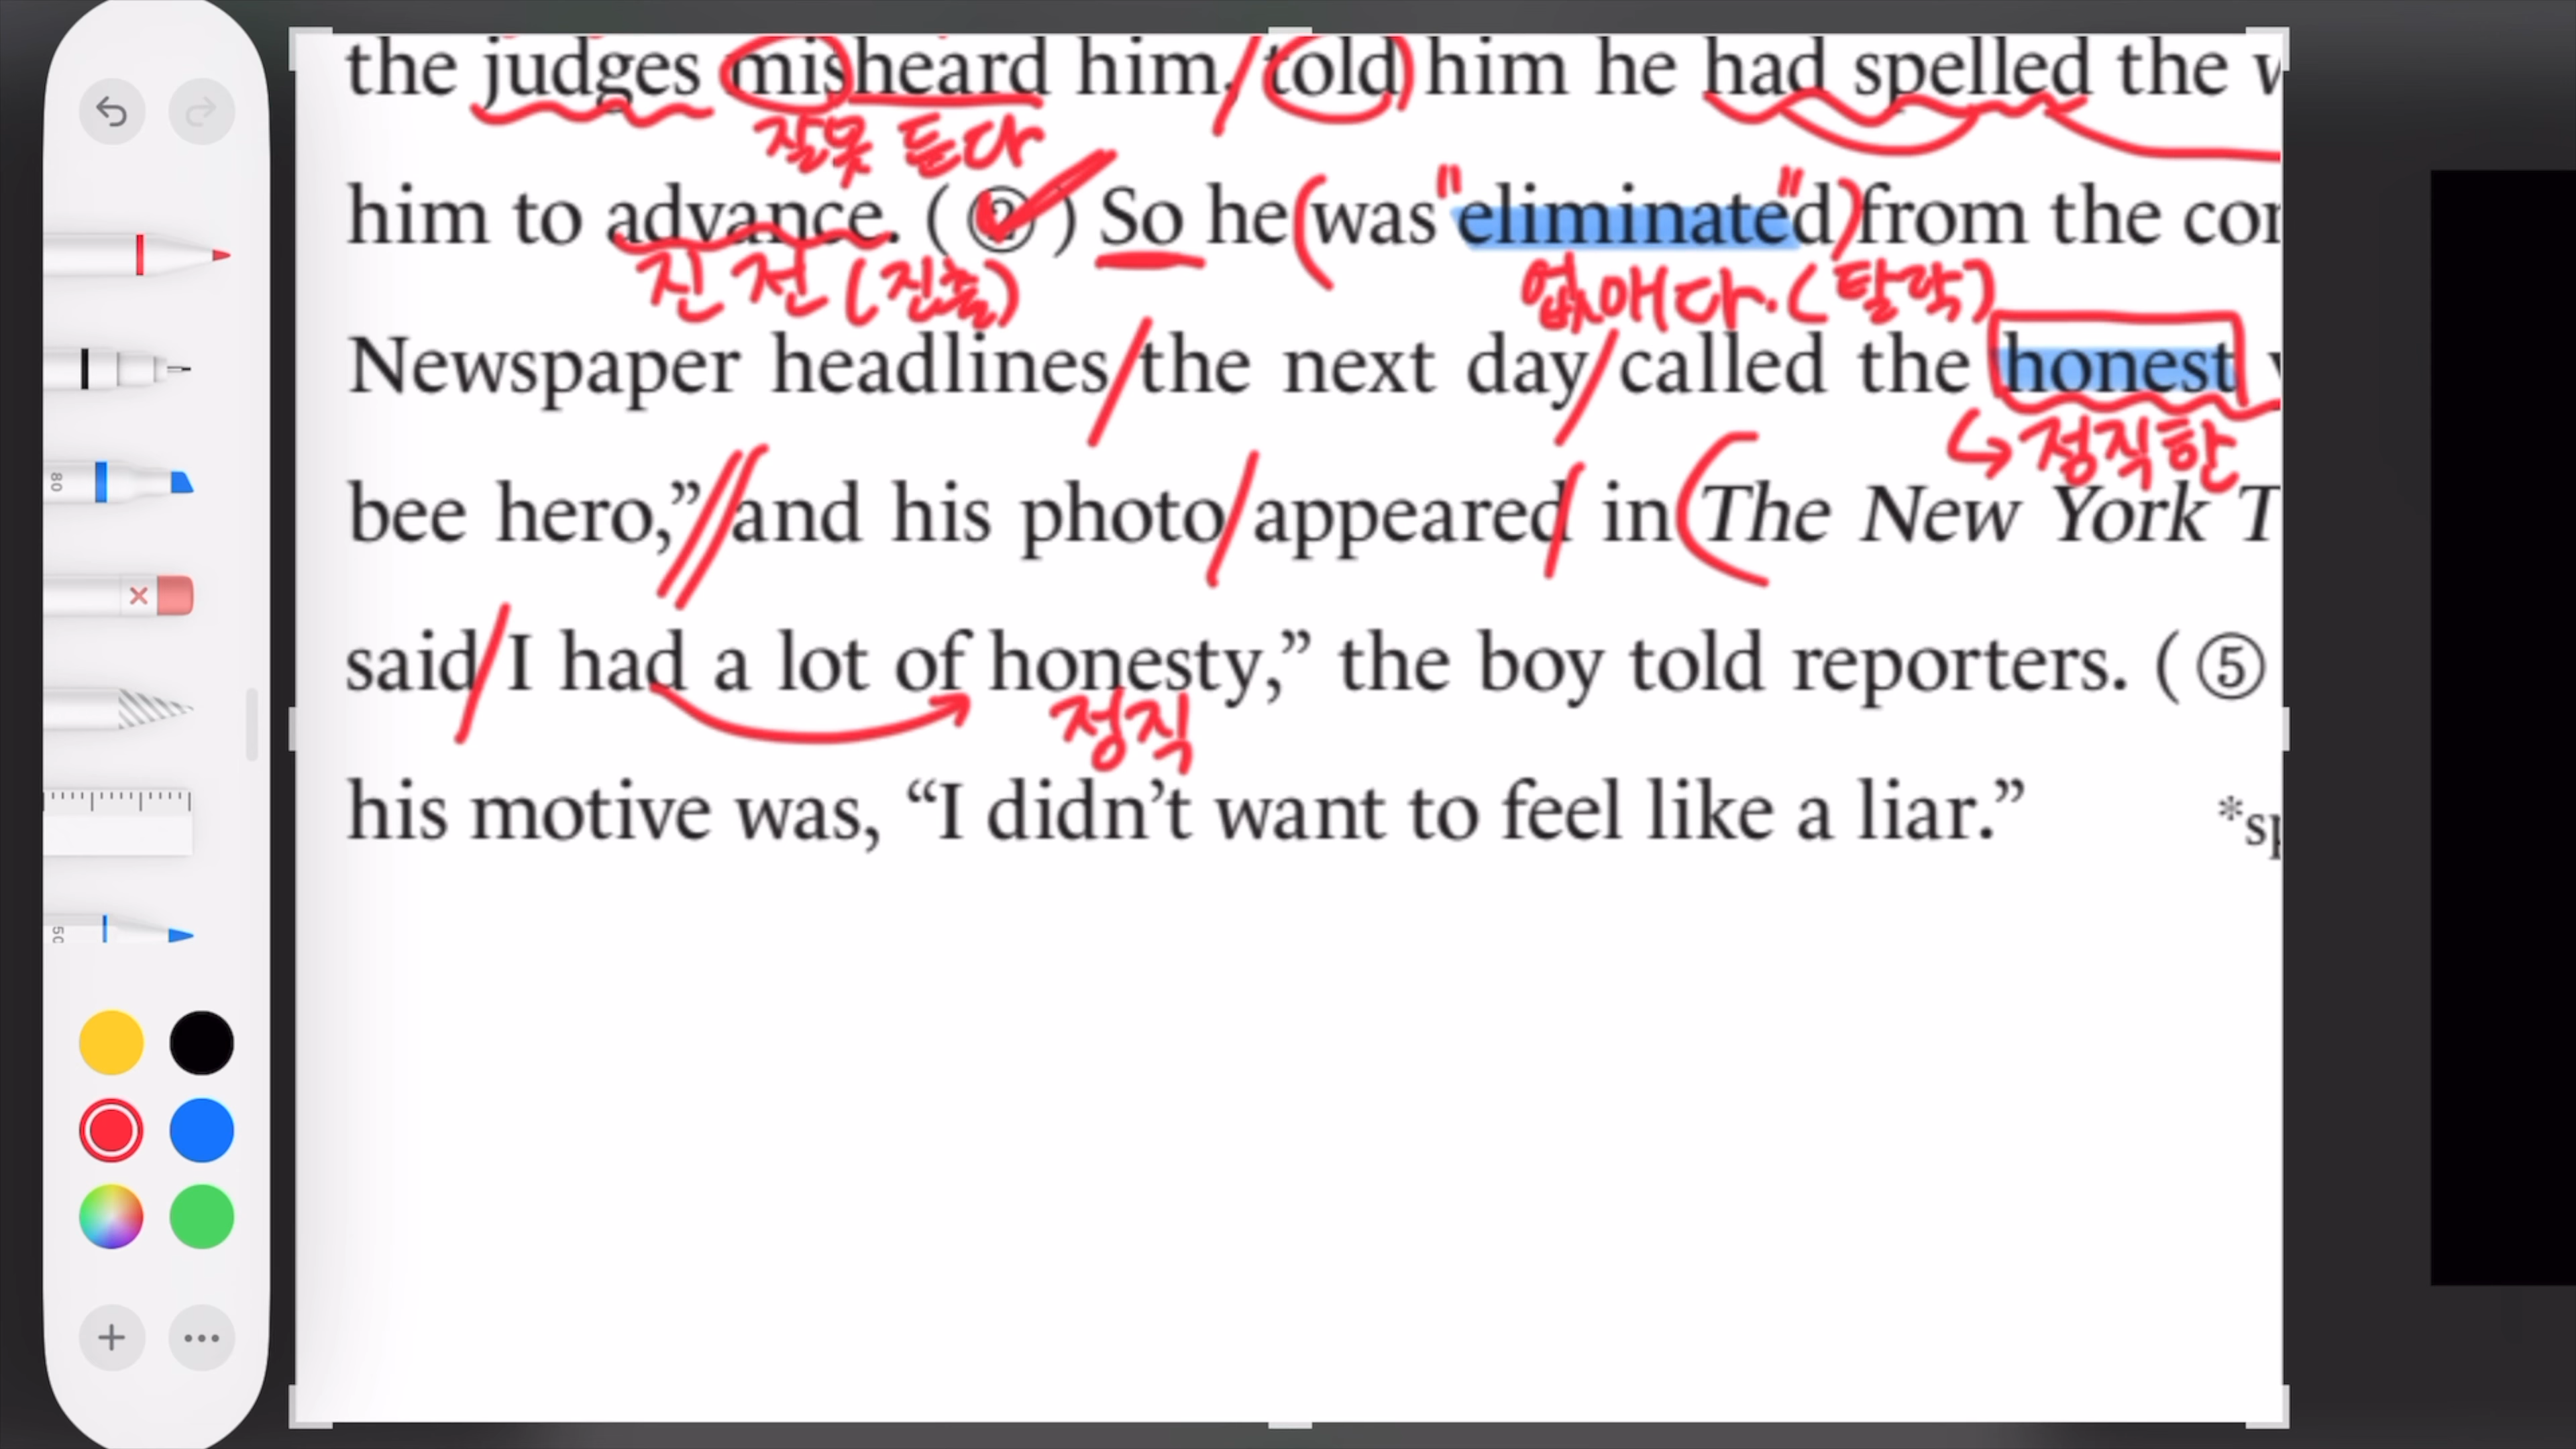 the judges misheard him, told him he had spelled the
잘못 듣다
him to advance. ( ② ) So he was "eliminated" from the
진전 (진출) 없애다. (탈락)
Newspaper headlines the next day called the honest
→ 정직한
bee hero,” and his photo appeared in The New York
said I had a lot of honesty,” the boy told reporters. ( ⑤
정직
his motive was, “I didn’t want to feel like a liar.”
80
50